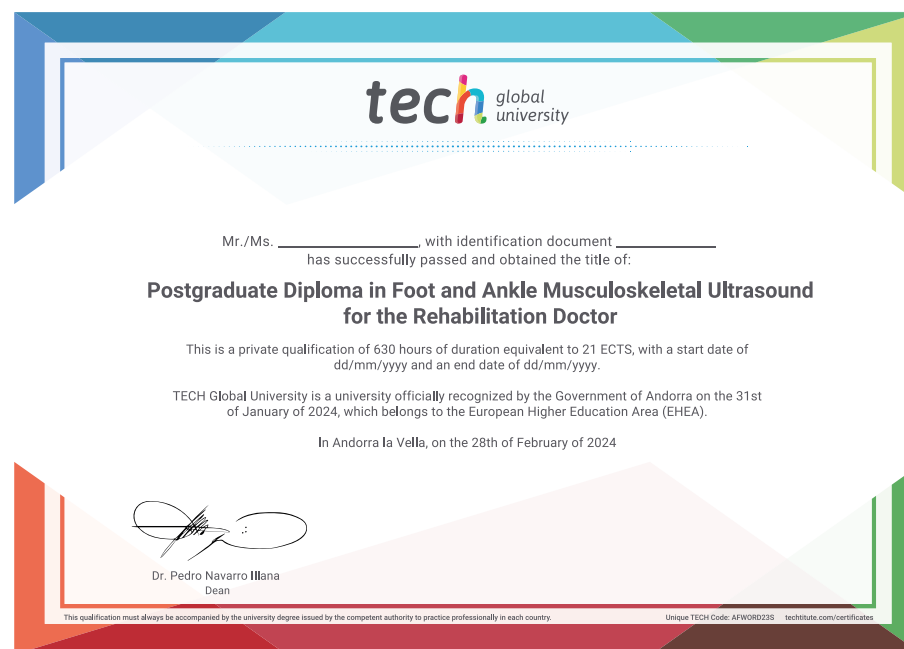 tech global
university
Mr./Ms. ________________, with identification document ____________
has successfully passed and obtained the title of:
Postgraduate Diploma in Foot and Ankle Musculoskeletal Ultrasound
for the Rehabilitation Doctor
This is a private qualification of 630 hours of duration equivalent to 21 ECTS, with a start date of
dd/mm/yyyy and an end date of dd/mm/yyyy.
TECH Global University is a university officially recognized by the Government of Andorra on the 31st
of January of 2024, which belongs to the European Higher Education Area (EHEA).
In Andorra la Vella, on the 28th of February of 2024
Dr. Pedro Navarro Illana
Dean
This qualification must always be accompanied by the university degree issued by the competent authority to practice professionally in each country.
Unique TECH Code: AFWORD23S techtitute.com/certificates